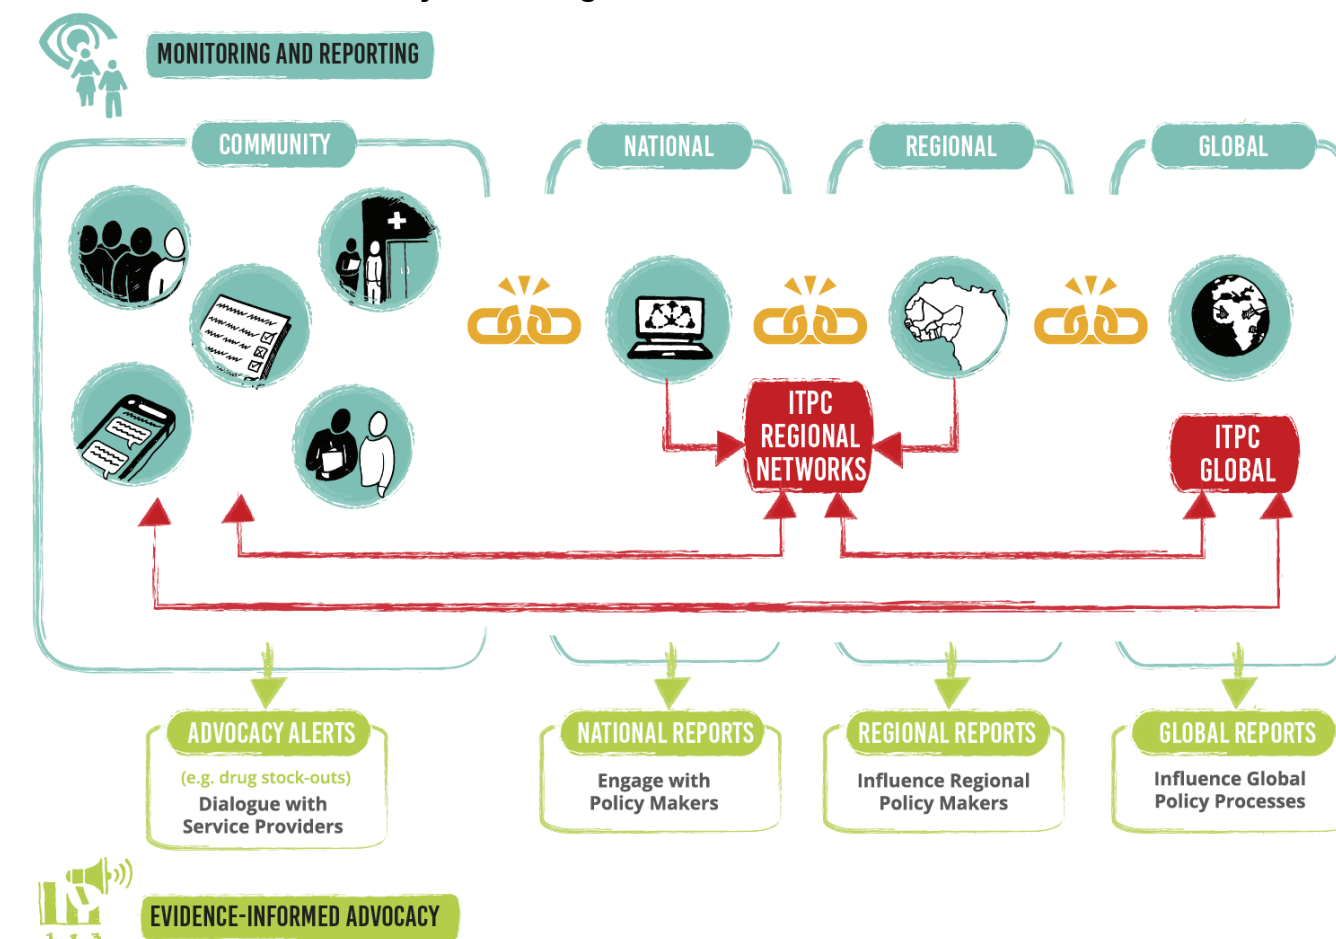 MONITORING AND REPORTING
COMMUNITY
NATIONAL
REGIONAL
GLOBAL
ITPC
REGIONAL
NETWORKS
ITPC
GLOBAL
ADVOCACY ALERTS
(e.g. drug stock-outs)
Dialogue with
Service Providers
NATIONAL REPORTS
Engage with
Policy Makers
REGIONAL REPORTS
Influence Regional
Policy Makers
GLOBAL REPORTS
Influence Global
Policy Processes
EVIDENCE-INFORMED ADVOCACY